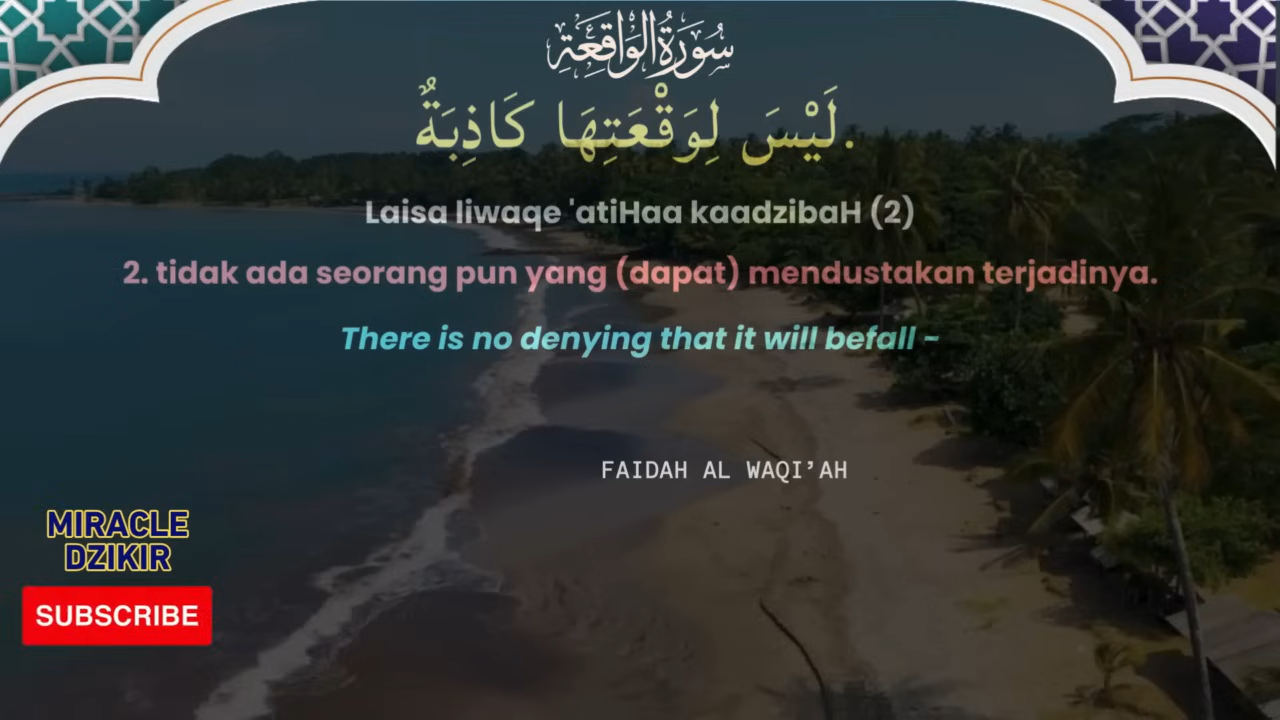 سُورَةُ الْوَاقِعَةِ
لَيْسَ لِوَقْعَتِهَا كَاذِبَةٌ.
Laisa liwaqe 'atiHaa kaadzibaH (2)
2. tidak ada seorang pun yang (dapat) mendustakan terjadinya.
There is no denying that it will befall -
FAIDAH AL WAQI’AH
MIRACLE
DZIKIR
SUBSCRIBE